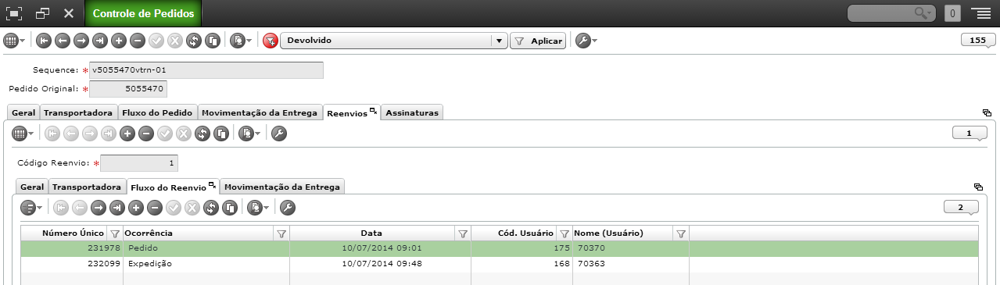 Controle de Pedidos 0
Devolvido Aplicar 155
Sequence: * v5055470vtrn-01
Pedido Original: * 5055470
Geral Transportadora Fluxo do Pedido Movimentação da Entrega Reenvios Assinaturas
1
Código Reenvio: * 1
Geral Transportadora Fluxo do Reenvio Movimentação da Entrega
2
Número Único Ocorrência Data Cód. Usuário Nome (Usuário)
231978 Pedido 10/07/2014 09:01 175 70370
232099 Expedição 10/07/2014 09:48 168 70363